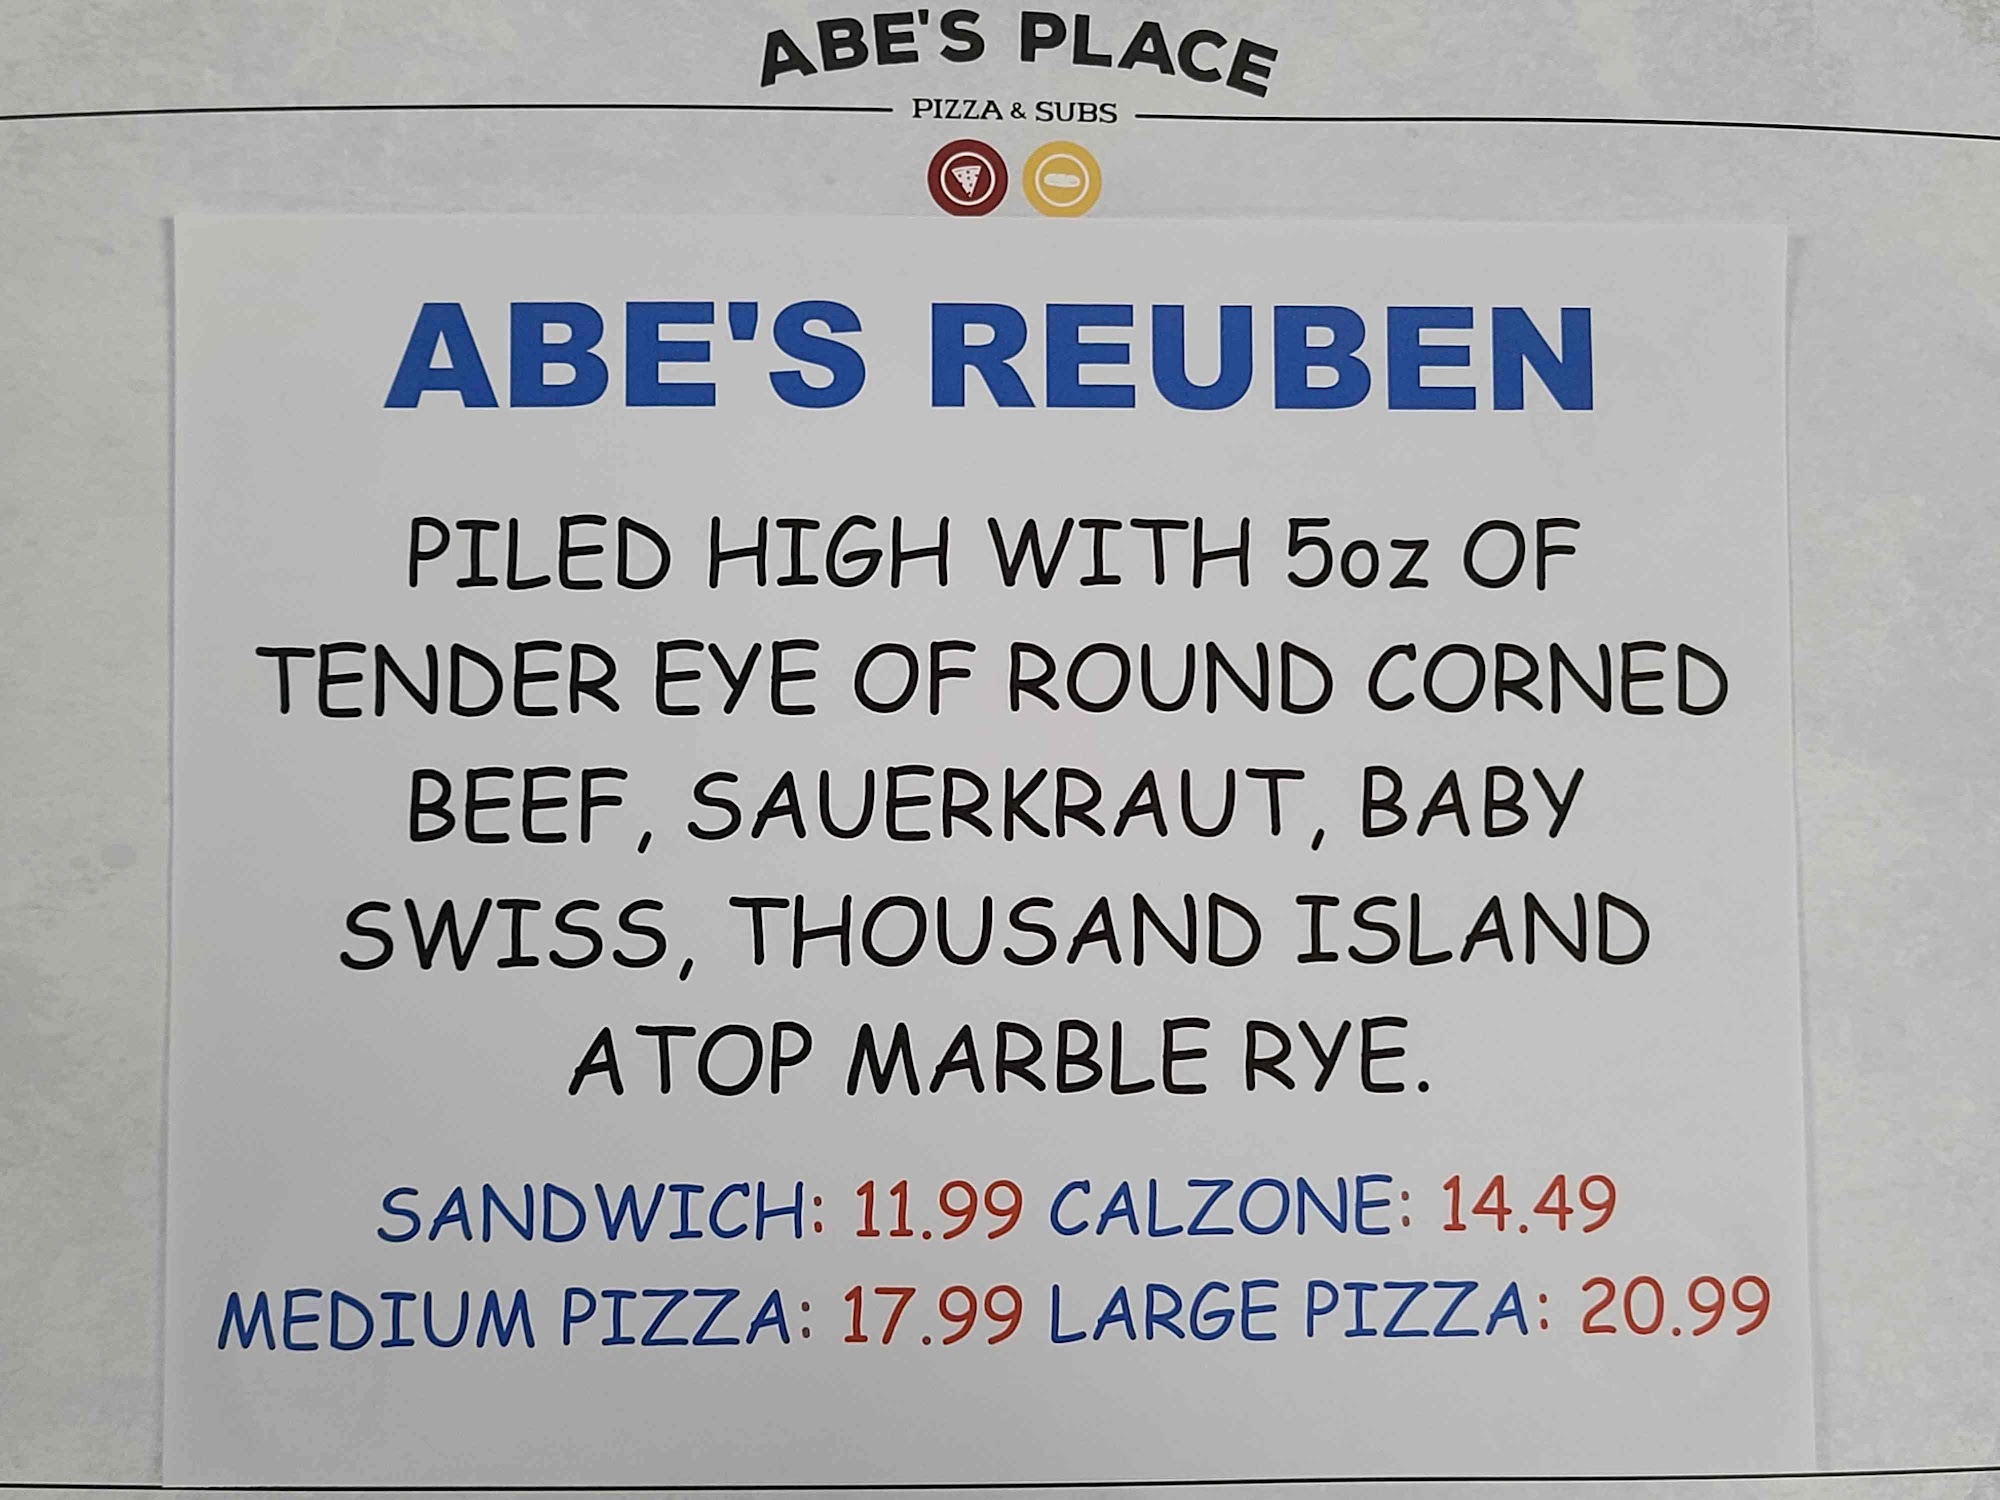 ABE'S PLACE
PIZZA & SUBS
ABE'S REUBEN
PILED HIGH WITH 5oz OF
TENDER EYE OF ROUND CORNED
BEEF, SAUERKRAUT, BABY
SWISS, THOUSAND ISLAND
ATOP MARBLE RYE.
SANDWICH: 11.99 CALZONE: 14.49
MEDIUM PIZZA: 17.99 LARGE PIZZA: 20.99